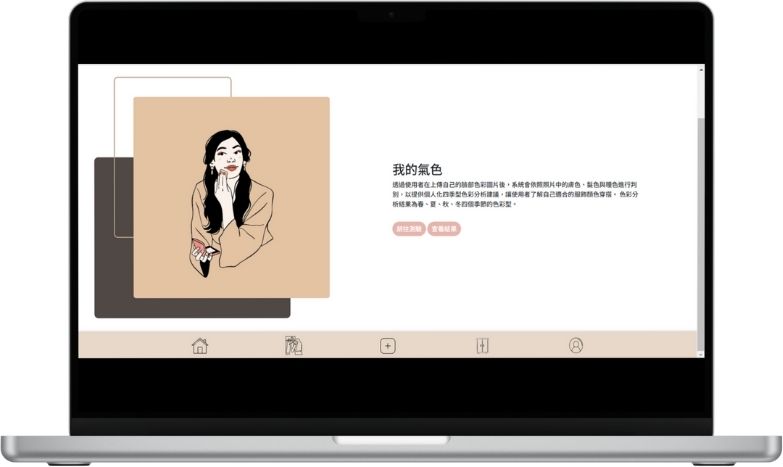 我的氣色
透過使用者在上傳自己的臉部色彩圖片後，系統會依照照片中的膚色、髮色與瞳色進行判
別，以提供個人化四季型色彩分析建議，讓使用者了解自己適合的服飾顏色穿搭。 色彩分
析結果為春、夏、秋、冬四個季節的色彩型。
前往測驗 查看結果